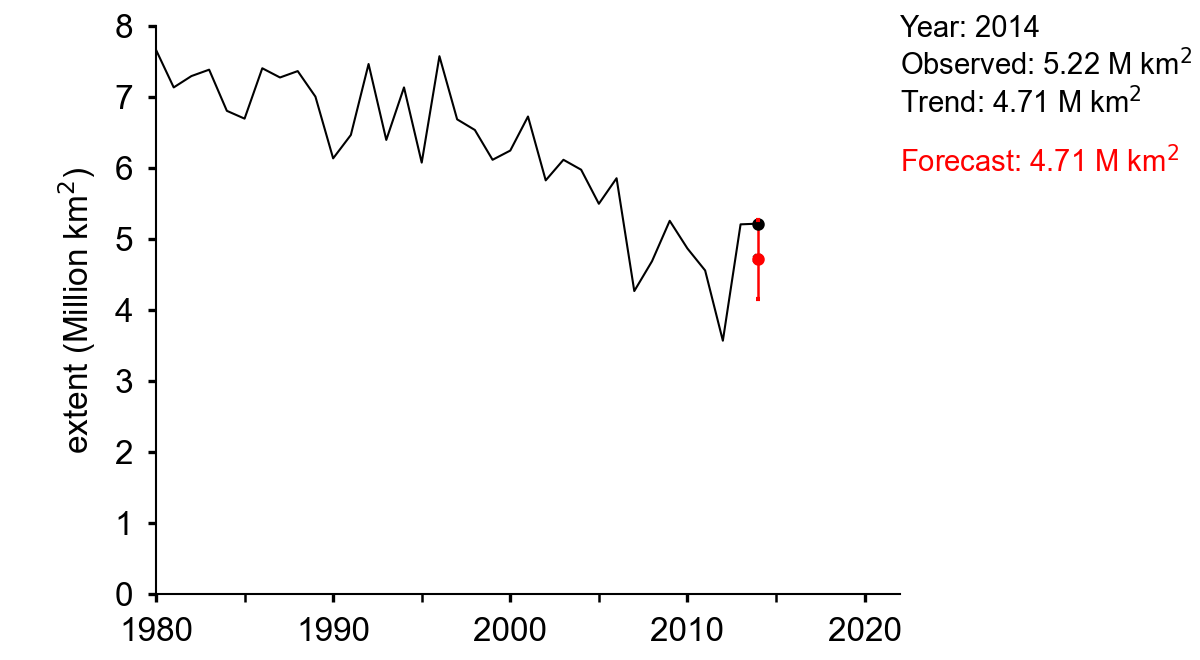 Year: 2014
Observed: 5.22 M km²
Trend: 4.71 M km²
Forecast: 4.71 M km²
extent (Million km²)
8
7
6
5
4
3
2
1
0
1980 1990 2000 2010 2020